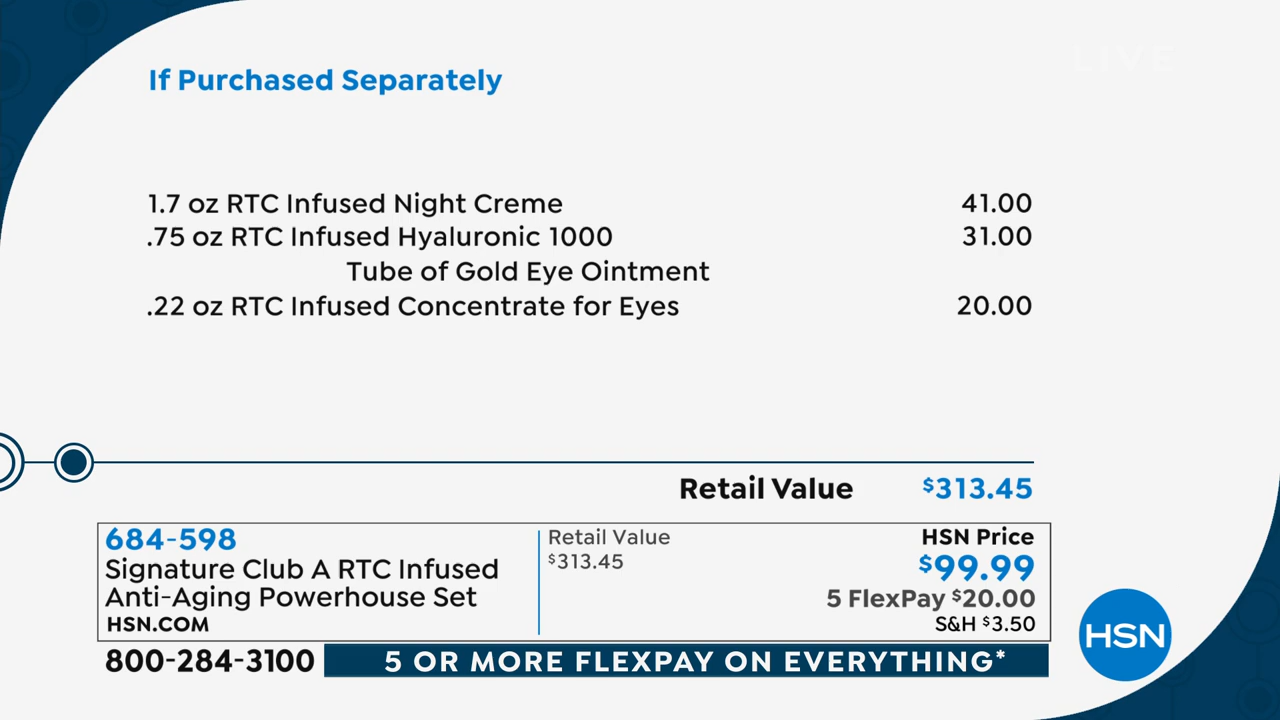 LIVE
If Purchased Separately
1.7 oz RTC Infused Night Creme 41.00
.75 oz RTC Infused Hyaluronic 1000 31.00
Tube of Gold Eye Ointment
.22 oz RTC Infused Concentrate for Eyes 20.00
Retail Value $313.45
684-598
Signature Club A RTC Infused
Anti-Aging Powerhouse Set
HSN.COM
Retail Value
$313.45
HSN Price
$99.99
5 FlexPay $20.00
S&H $3.50
HSN
800-284-3100 5 OR MORE FLEXPAY ON EVERYTHING*